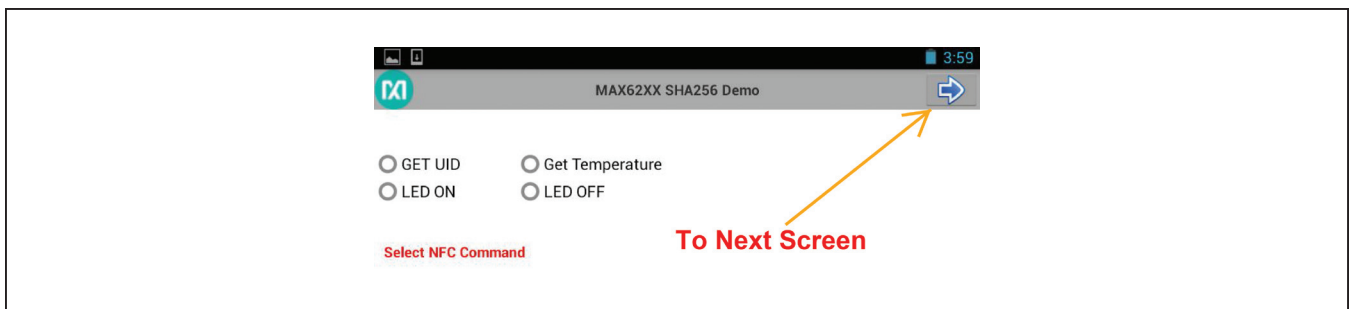 3:59
MAX62XX SHA256 Demo
GET UID Get Temperature
LED ON LED OFF
To Next Screen
Select NFC Command